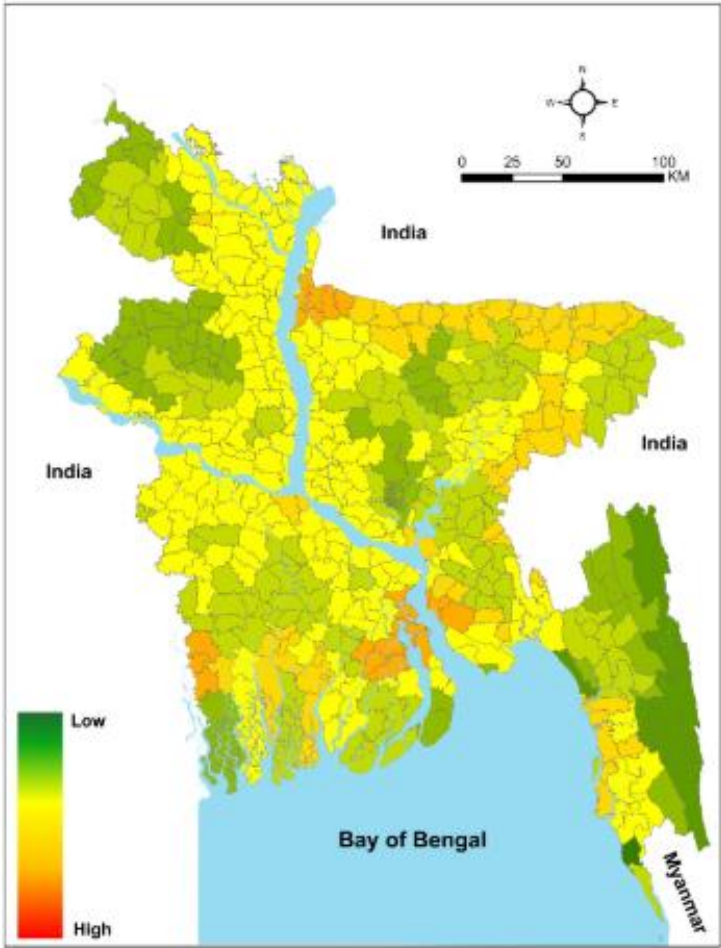 N
W E
S
0 25 50 100
KM
India
India
India
Low
Bay of Bengal
Myanmar
High